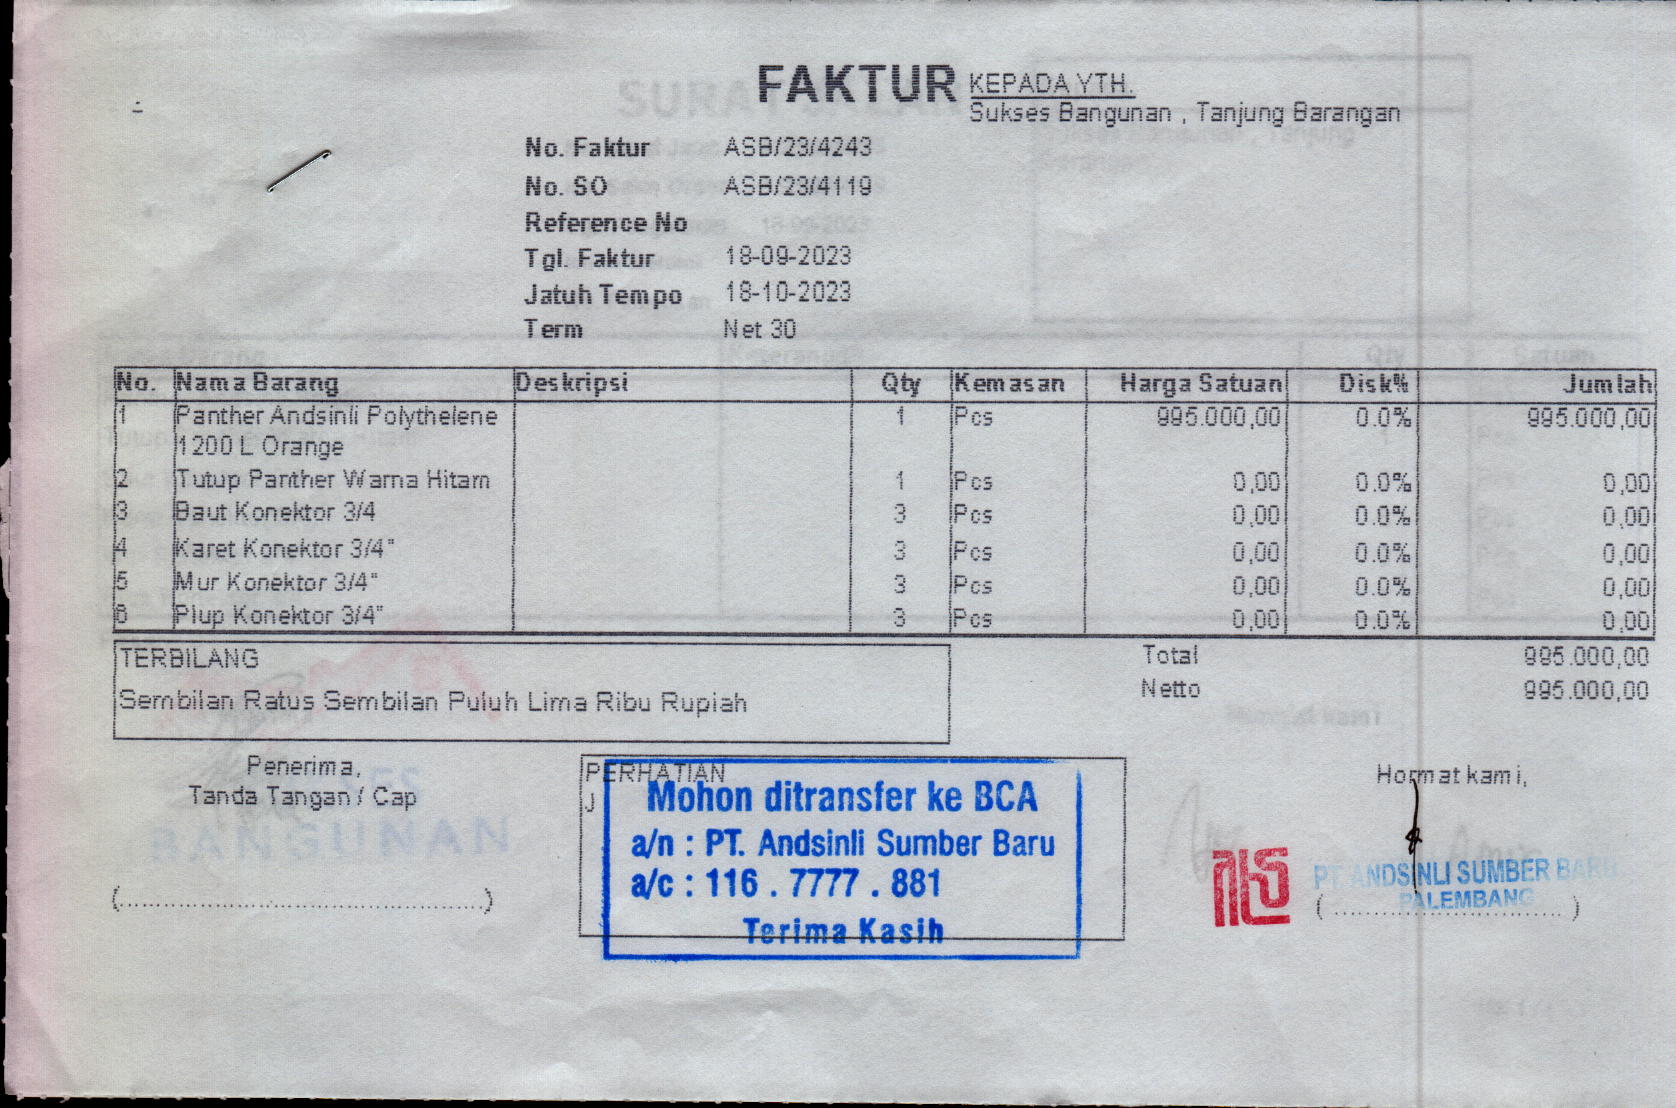 FAKTUR
KEPADA YTH.
Sukses Bangunan , Tanjung Barangan
No. Faktur ASB/23/4243
No. SO ASB/23/4119
Reference No
Tgl. Faktur 18-09-2023
Jatuh Tempo 18-10-2023
Term Net 30
No. Nama Barang Deskripsi Qty Kemasan Harga Satuan Disk% Jumlah
1 Panther Andsinli Polythelene 1 Pcs 995.000,00 0.0% 995.000,00
1200 L Orange
2 Tutup Panther Warna Hitam 1 Pcs 0,00 0.0% 0,00
3 Baut Konektor 3/4 3 Pcs 0,00 0.0% 0,00
4 Karet Konektor 3/4" 3 Pcs 0,00 0.0% 0,00
5 Mur Konektor 3/4" 3 Pcs 0,00 0.0% 0,00
6 Plup Konektor 3/4" 3 Pcs 0,00 0.0% 0,00
TERBILANG
Sembilan Ratus Sembilan Puluh Lima Ribu Rupiah
Total 995.000,00
Netto 995.000,00
Penerima,
Tanda Tangan / Cap
(..............................................)
PERHATIAN
J
Mohon ditransfer ke BCA
a/n : PT. Andsinli Sumber Baru
a/c : 116 . 7777 . 881
Terima Kasih
Hormat kami,
PT ANDSINLI SUMBER BARU
PALEMBANG
(..............................)